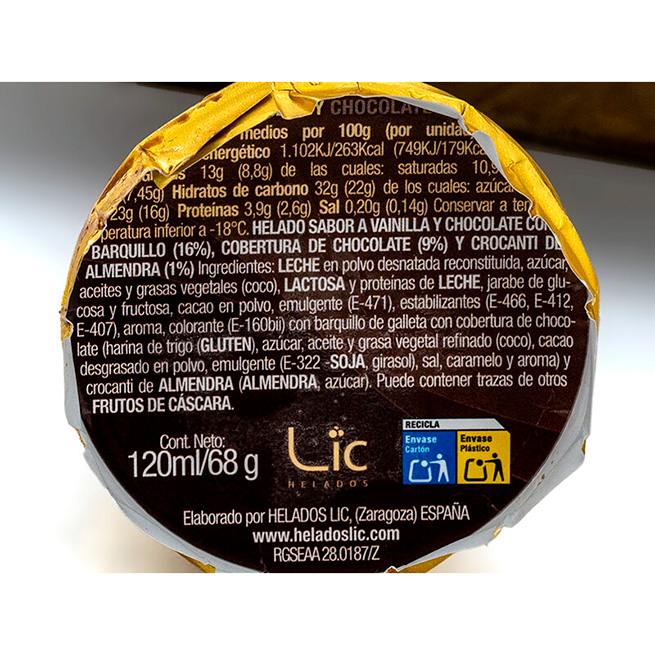 Y CHOCOLATE
medios por 100g (por unidad
energético 1.102KJ/263Kcal (749KJ/179Kc
13g (8,8g) de las cuales: saturadas 10,9
7,45g) Hidratos de carbono 32g (22g) de los cuales: azúcar
23g (16g) Proteínas 3,9g (2,6g) Sal 0,20g (0,14g) Conservar a tem
peratura inferior a -18°C. HELADO SABOR A VAINILLA Y CHOCOLATE CON
BARQUILLO (16%), COBERTURA DE CHOCOLATE (9%) Y CROCANTI DE
ALMENDRA (1%) Ingredientes: LECHE en polvo desnatada reconstituida, azúcar,
aceites y grasas vegetales (coco), LACTOSA y proteínas de LECHE, jarabe de glu-
cosa y fructosa, cacao en polvo, emulgente (E-471), estabilizantes (E-466, E-412,
E-407), aroma, colorante (E-160bii) con barquillo de galleta con cobertura de choco-
late (harina de trigo (GLUTEN), azúcar, aceite y grasa vegetal refinado (coco), cacao
desgrasado en polvo, emulgente (E-322 -SOJA, girasol), sal, caramelo y aroma) y
crocanti de ALMENDRA (ALMENDRA, azúcar). Puede contener trazas de otros
FRUTOS DE CÁSCARA.
Cont. Neto:
120ml/68 g
Lïc
HELADOS
RECICLA
Envase Cartón
Envase Plástico
Elaborado por HELADOS LIC, (Zaragoza) ESPAÑA
www.heladoslic.com
RGSEAA 28.0187/Z